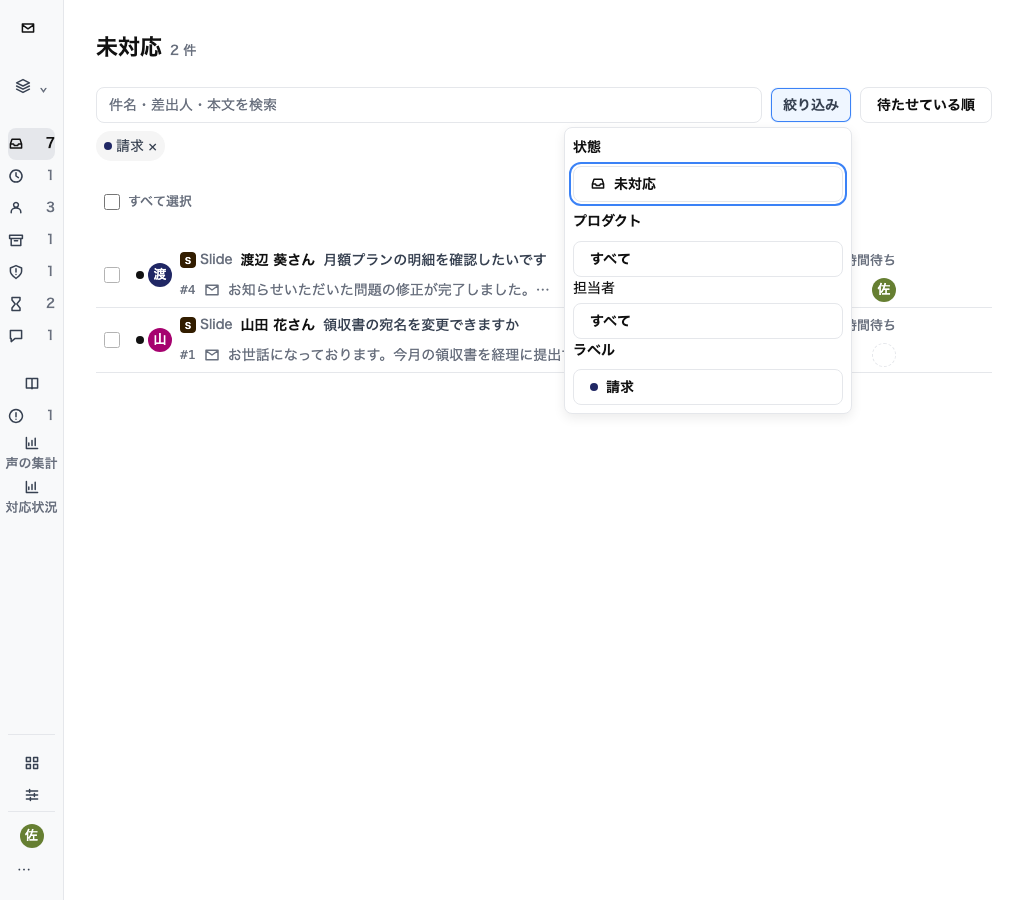 未対応 2 件
件名・差出人・本文を検索
絞り込み
待たせている順
請求 ×
すべて選択
7
1
3
1
1
2
1
1
声の集計
対応状況
佐
…
渡
s Slide 渡辺 葵さん 月額プランの明細を確認したいです
#4 お知らせいただいた問題の修正が完了しました。…
時間待ち
佐
山
s Slide 山田 花さん 領収書の宛名を変更できますか
#1 お世話になっております。今月の領収書を経理に提出
時間待ち
状態
未対応
プロダクト
すべて
担当者
すべて
ラベル
請求